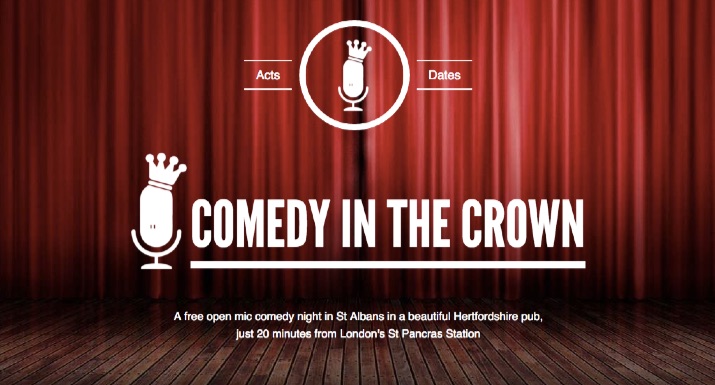 Acts
Dates
COMEDY IN THE CROWN
A free open mic comedy night in St Albans in a beautiful Hertfordshire pub,
just 20 minutes from London's St Pancras Station